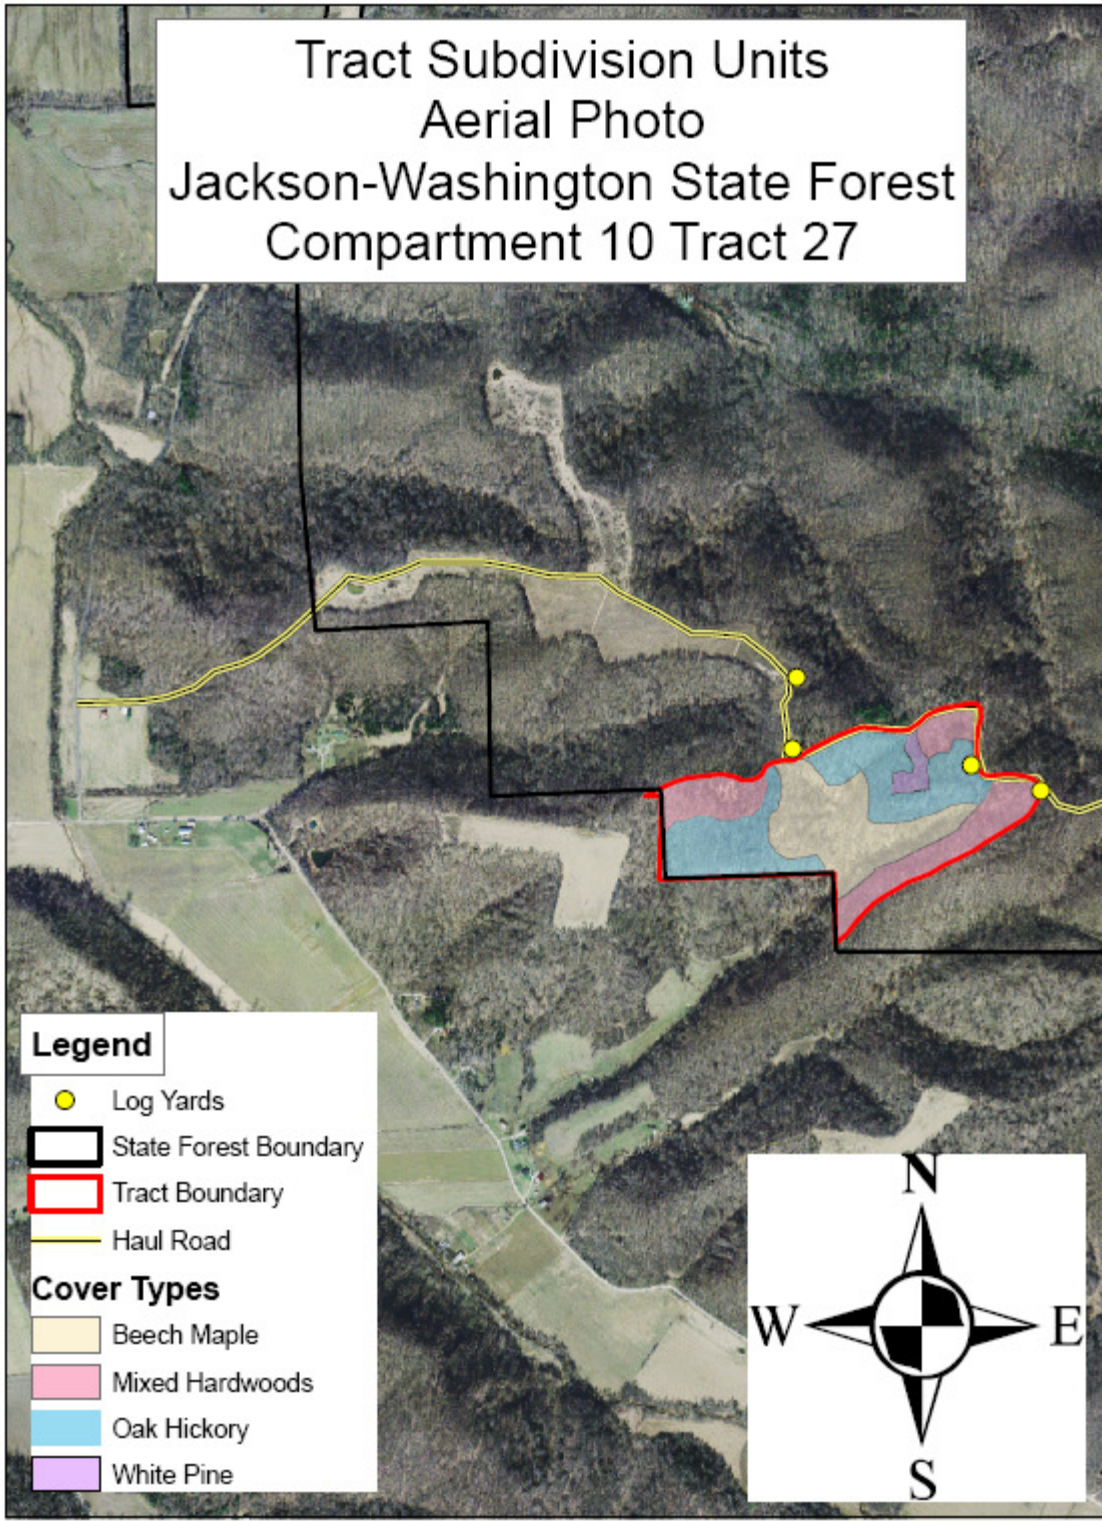 Tract Subdivision Units
Aerial Photo
Jackson-Washington State Forest
Compartment 10 Tract 27
Legend
Log Yards
State Forest Boundary
Tract Boundary
Haul Road
Cover Types
Beech Maple
Mixed Hardwoods
Oak Hickory
White Pine
N
W E
S